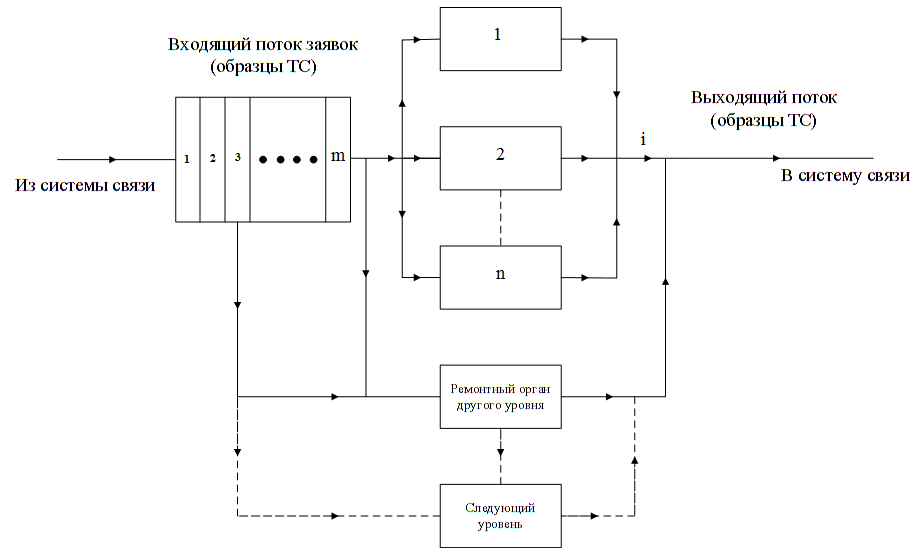 1
Входящий поток заявок
(образцы ТС)
Выходящий поток
(образцы ТС)
1
2
3
m
2
i
Из системы связи
В систему связи
n
Ремонтный орган
другого уровня
Следующий
уровень